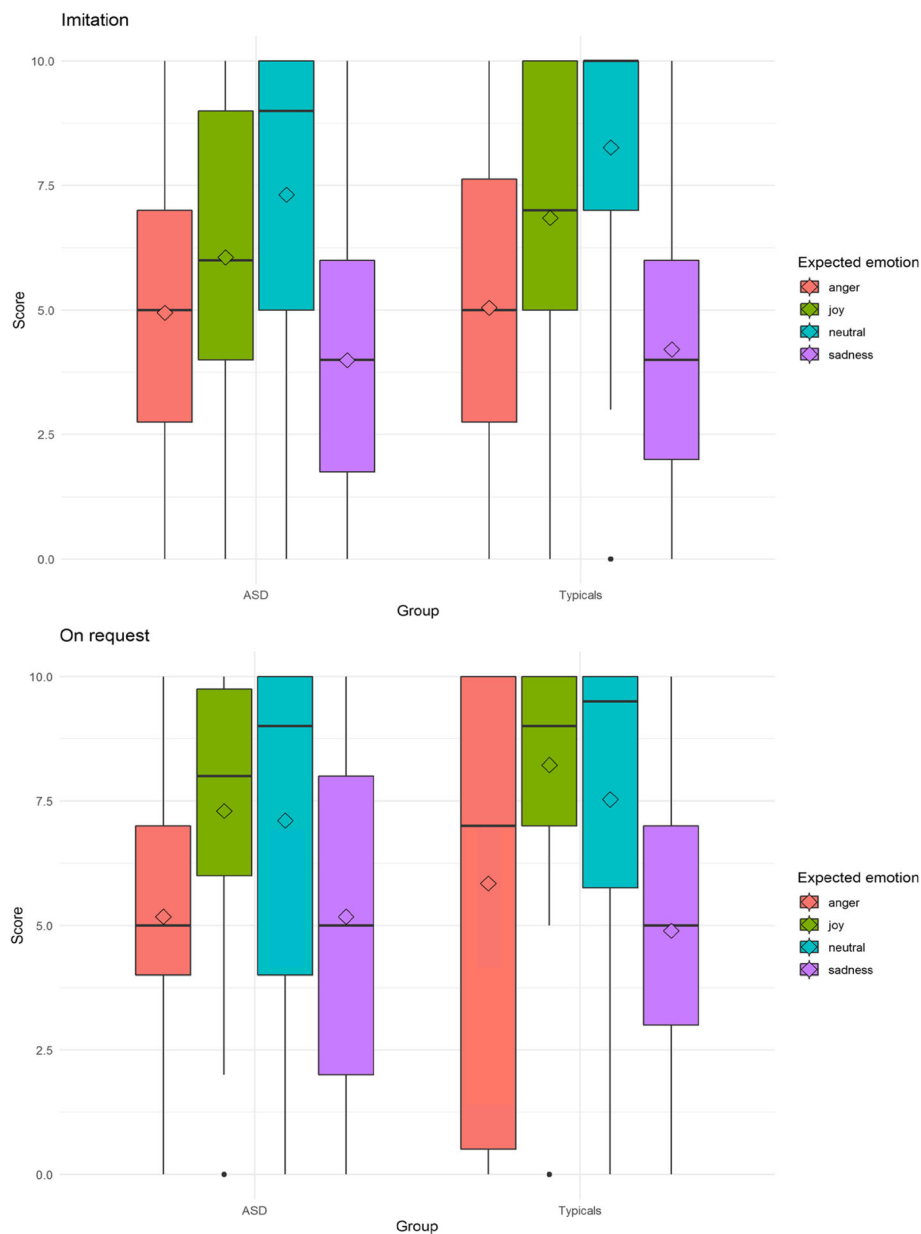 Imitation
10.0
7.5
5.0
2.5
0.0
Score
ASD
Typicals
Group
Expected emotion
anger
joy
neutral
sadness
On request
10.0
7.5
5.0
2.5
0.0
Score
ASD
Typicals
Group
Expected emotion
anger
joy
neutral
sadness